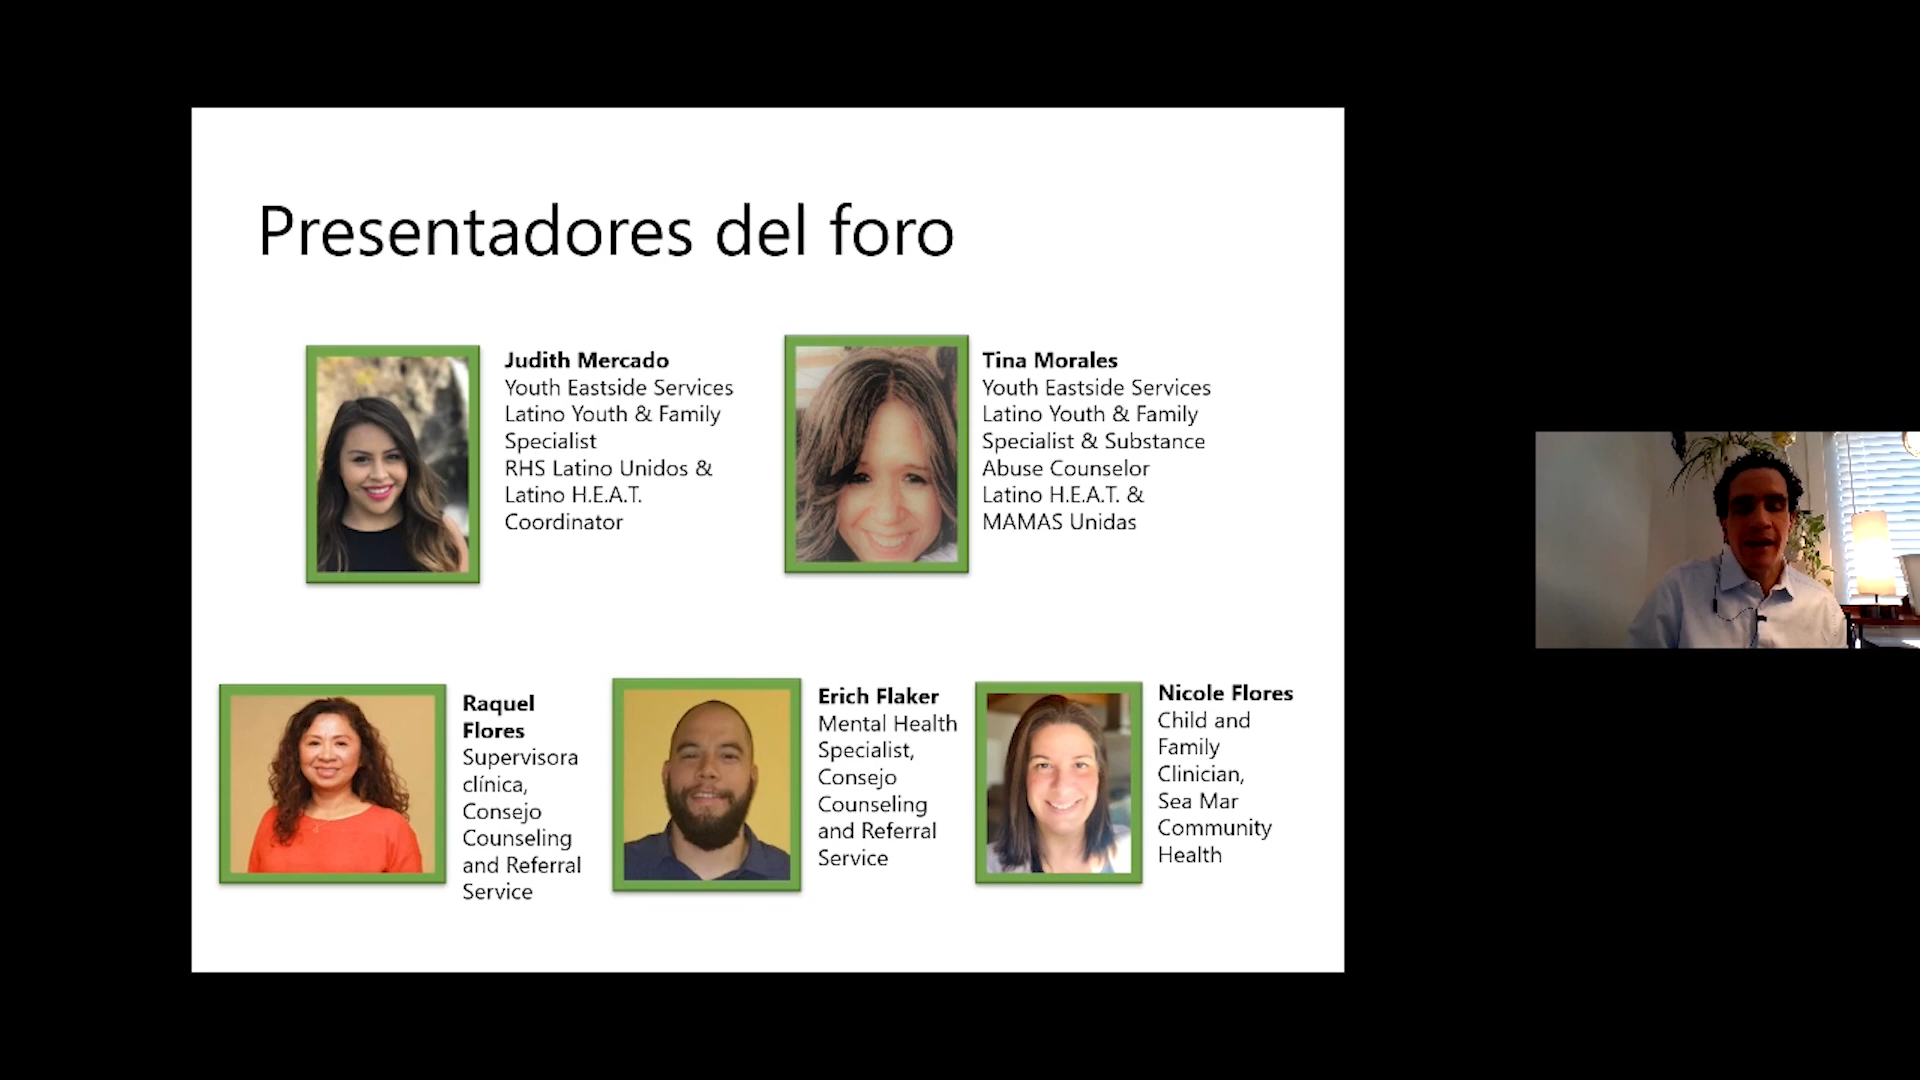 Presentadores del foro
Judith Mercado
Youth Eastside Services
Latino Youth & Family
Specialist
RHS Latino Unidos &
Latino H.E.A.T.
Coordinator
Tina Morales
Youth Eastside Services
Latino Youth & Family
Specialist & Substance
Abuse Counselor
Latino H.E.A.T. &
MAMAS Unidas
Raquel
Flores
Supervisora
clínica,
Consejo
Counseling
and Referral
Service
Erich Flaker
Mental Health
Specialist,
Consejo
Counseling
and Referral
Service
Nicole Flores
Child and
Family
Clinician,
Sea Mar
Community
Health